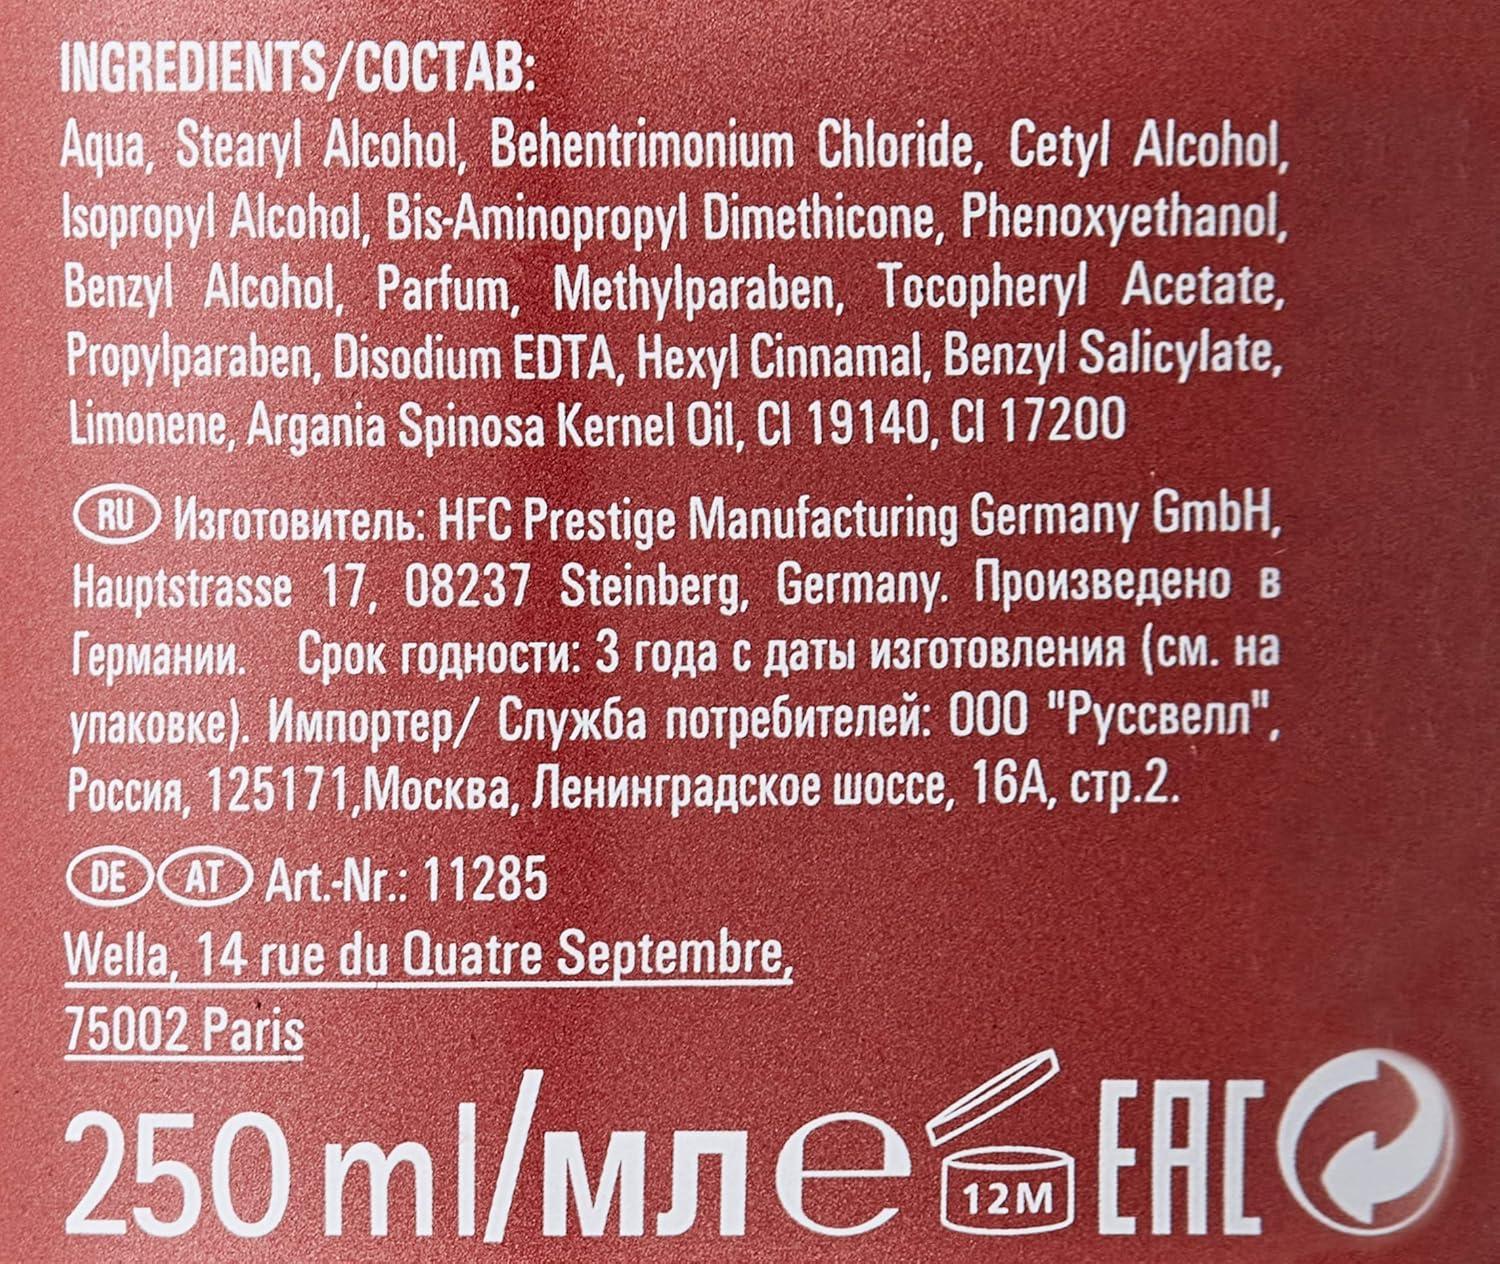 INGREDIENTS/СОСТАВ:
Aqua, Stearyl Alcohol, Behentrimonium Chloride, Cetyl Alcohol,
Isopropyl Alcohol, Bis-Aminopropyl Dimethicone, Phenoxyethanol,
Benzyl Alcohol, Parfum, Methylparaben, Tocopheryl Acetate,
Propylparaben, Disodium EDTA, Hexyl Cinnamal, Benzyl Salicylate,
Limonene, Argania Spinosa Kernel Oil, CI 19140, CI 17200
RU Изготовитель: HFC Prestige Manufacturing Germany GmbH,
Hauptstrasse 17, 08237 Steinberg, Germany. Произведено в
Германии. Срок годности: 3 года с даты изготовления (см. на
упаковке). Импортер/ Служба потребителей: ООО "Руссвелл",
Россия, 125171,Москва, Ленинградское шоссе, 16А, стр.2.
DE AT Art.-Nr.: 11285
Wella, 14 rue du Quatre Septembre,
75002 Paris
250 ml/мл e 12M EAC